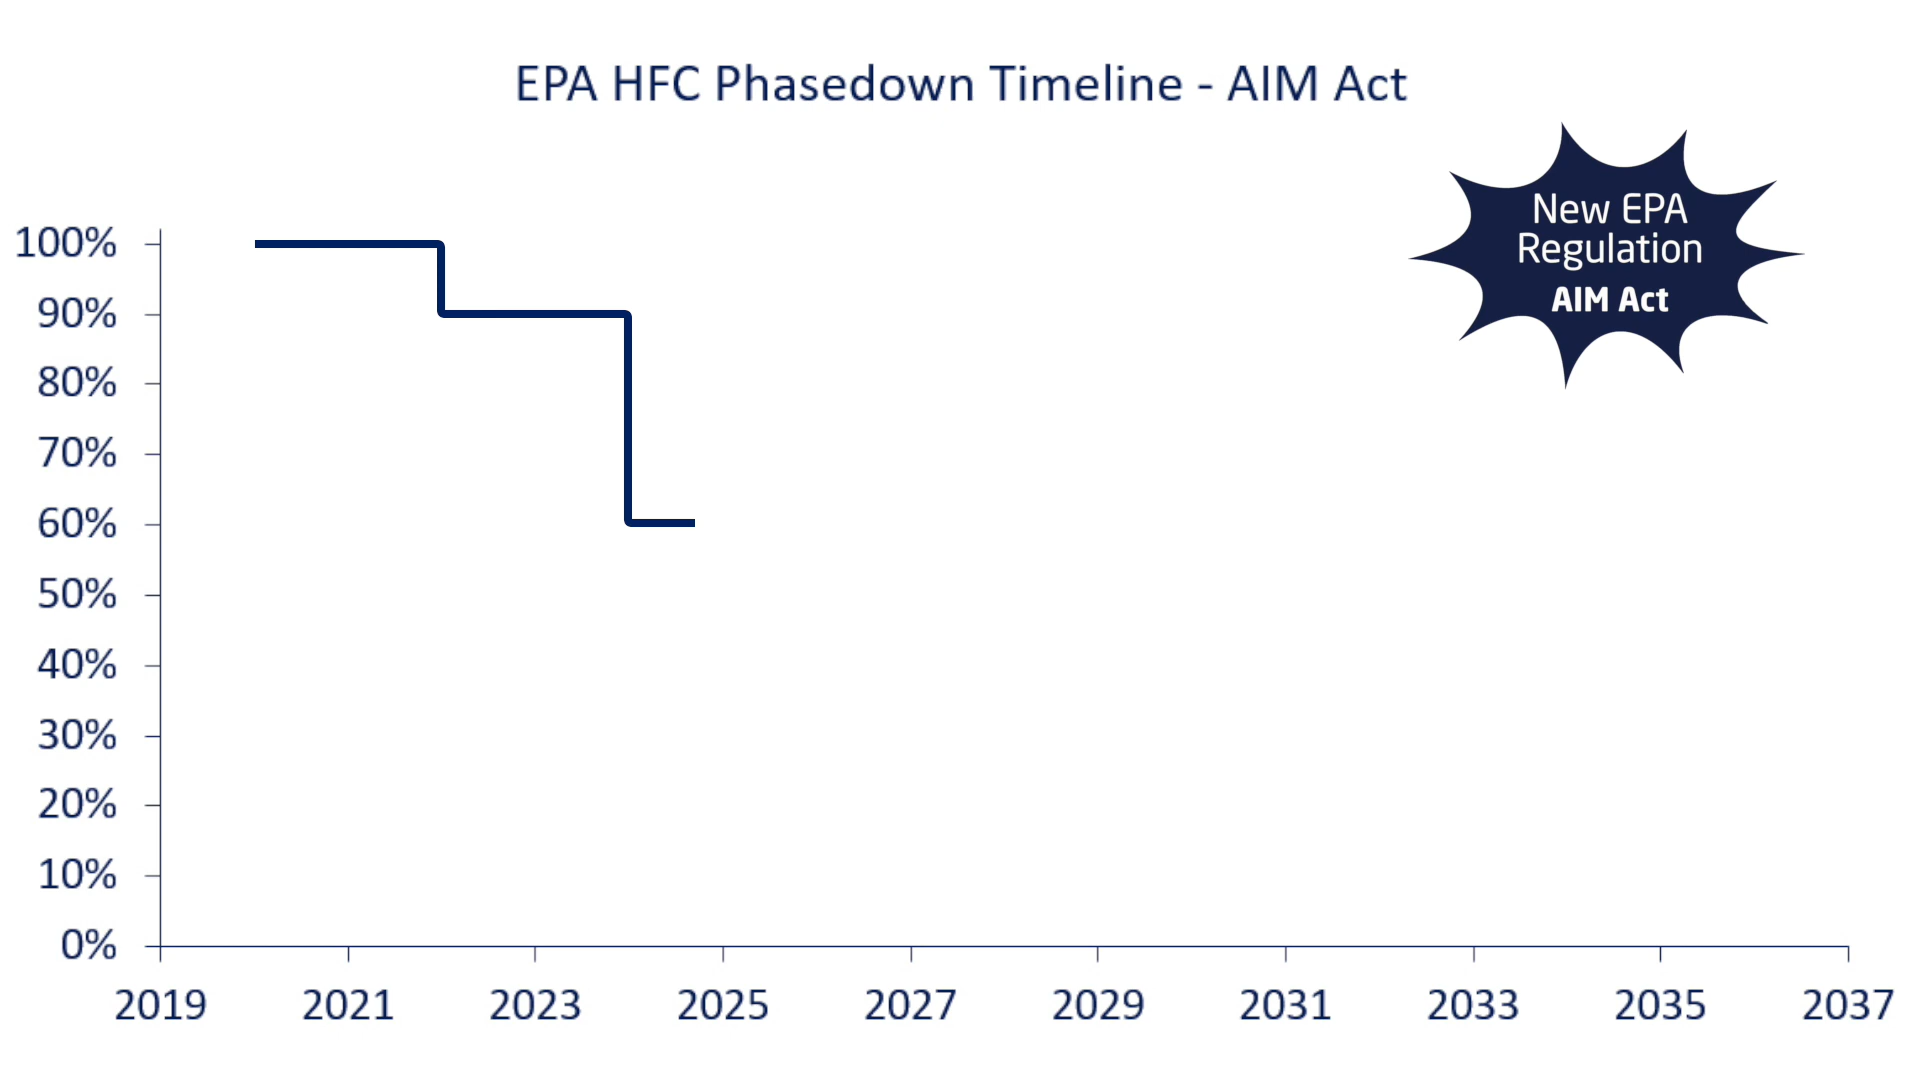 EPA HFC Phasedown Timeline - AIM Act
New EPA
Regulation
AIM Act
100%
90%
80%
70%
60%
50%
40%
30%
20%
10%
0%
2019 2021 2023 2025 2027 2029 2031 2033 2035 2037